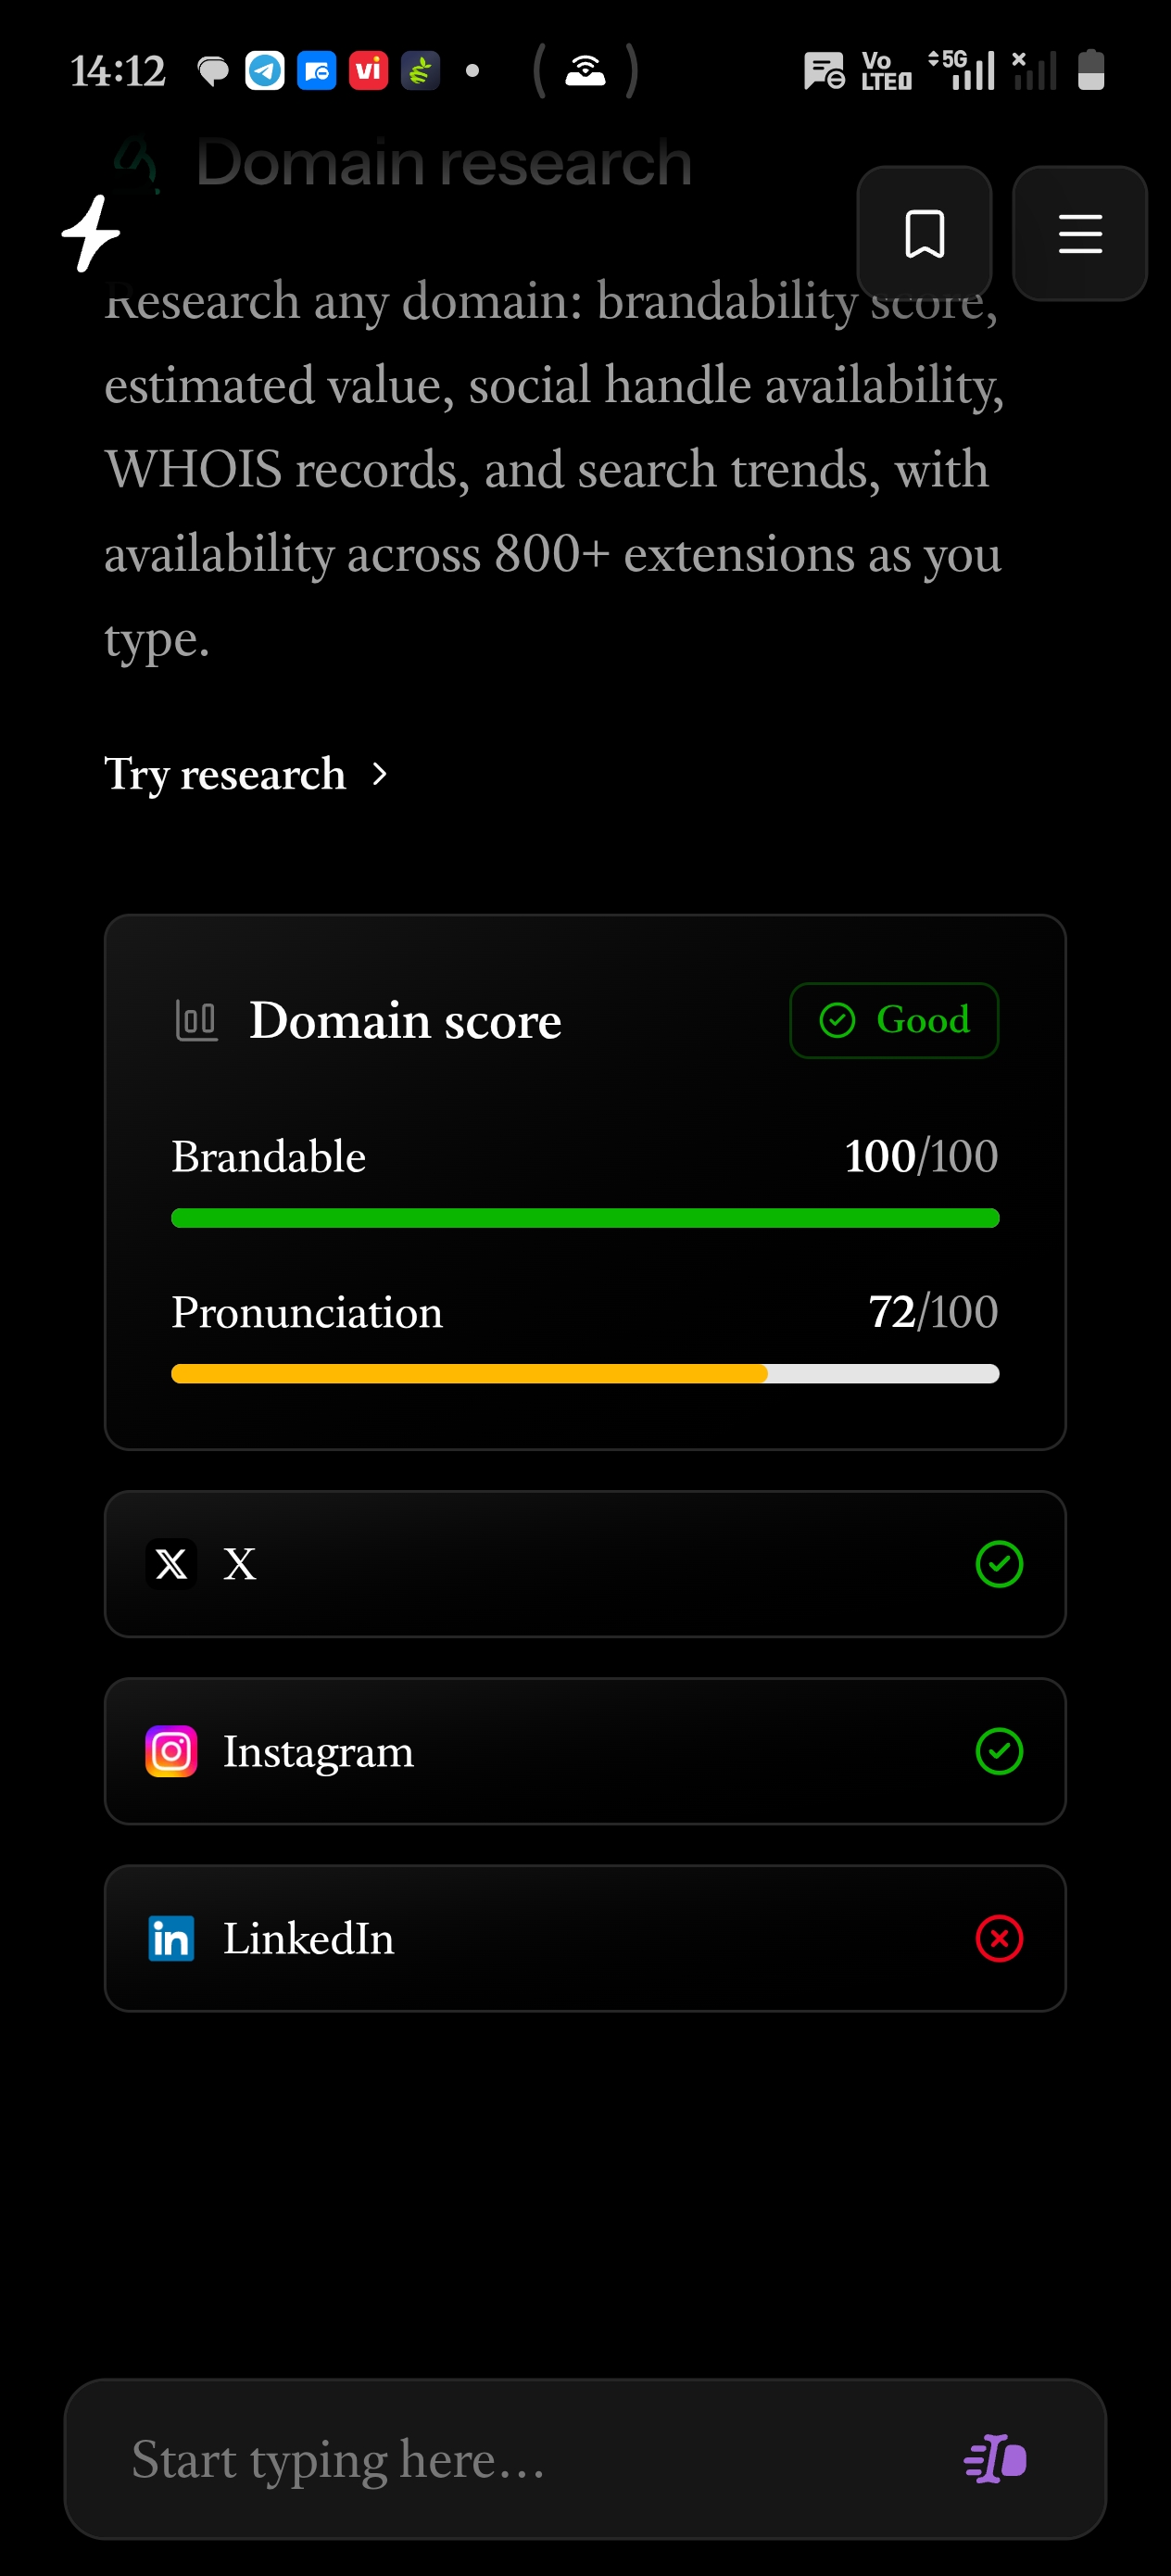 14:12
vi
Vo
LTE
5G
Domain research
Research any domain: brandability score,
estimated value, social handle availability,
WHOIS records, and search trends, with
availability across 800+ extensions as you
type.
Try research
Domain score
Good
Brandable
100/100
Pronunciation
72/100
X
Instagram
in
LinkedIn
Start typing here...